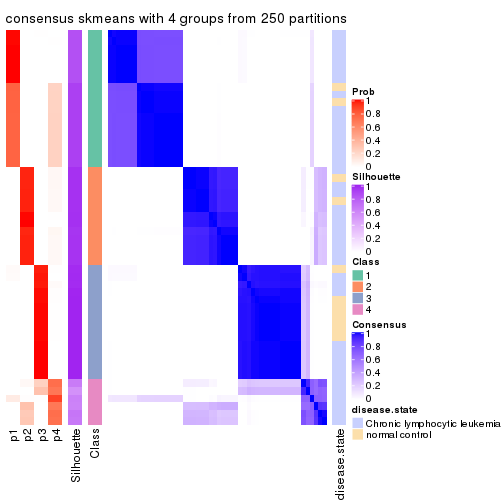 consensus skmeans with 4 groups from 250 partitions
Prob
1
0.8
0.6
0.4
0.2
0
Silhouette
1
0.8
0.6
0.4
0.2
0
Class
1
2
3
4
Consensus
1
0.8
0.6
0.4
0.2
0
disease.state
Chronic lymphocytic leukemia
normal control
p1
p2
p3
p4
Silhouette
Class
disease.state